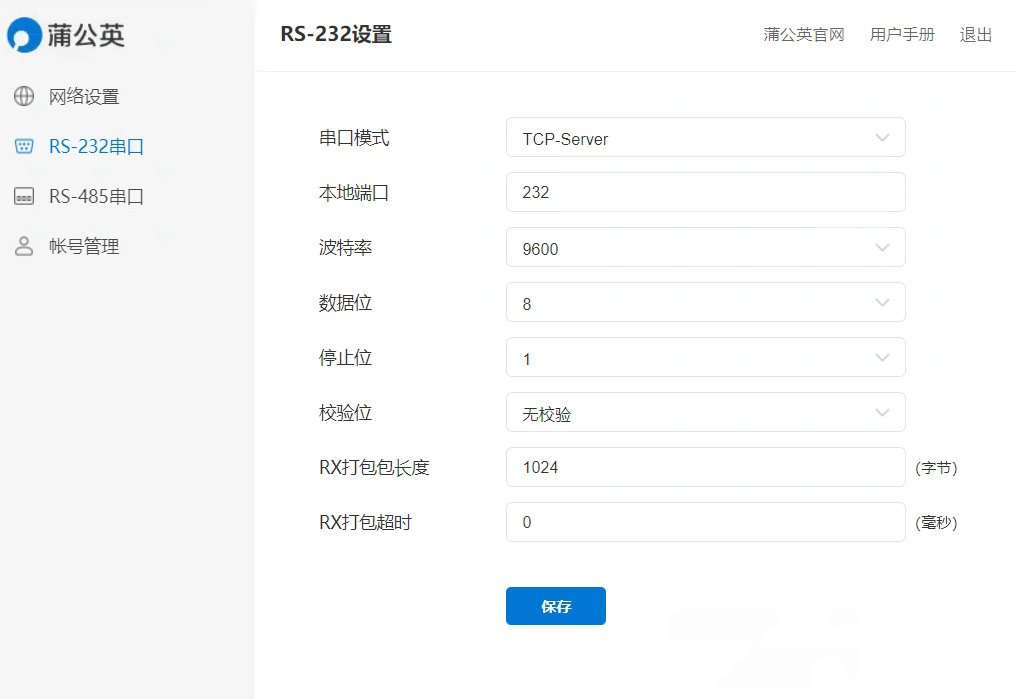 蒲公英
RS-232设置
蒲公英官网 用户手册 退出
网络设置
RS-232串口
RS-485串口
帐号管理
串口模式 TCP-Server
本地端口 232
波特率 9600
数据位 8
停止位 1
校验位 无校验
RX打包包长度 1024 (字节)
RX打包超时 0 (毫秒)
保存